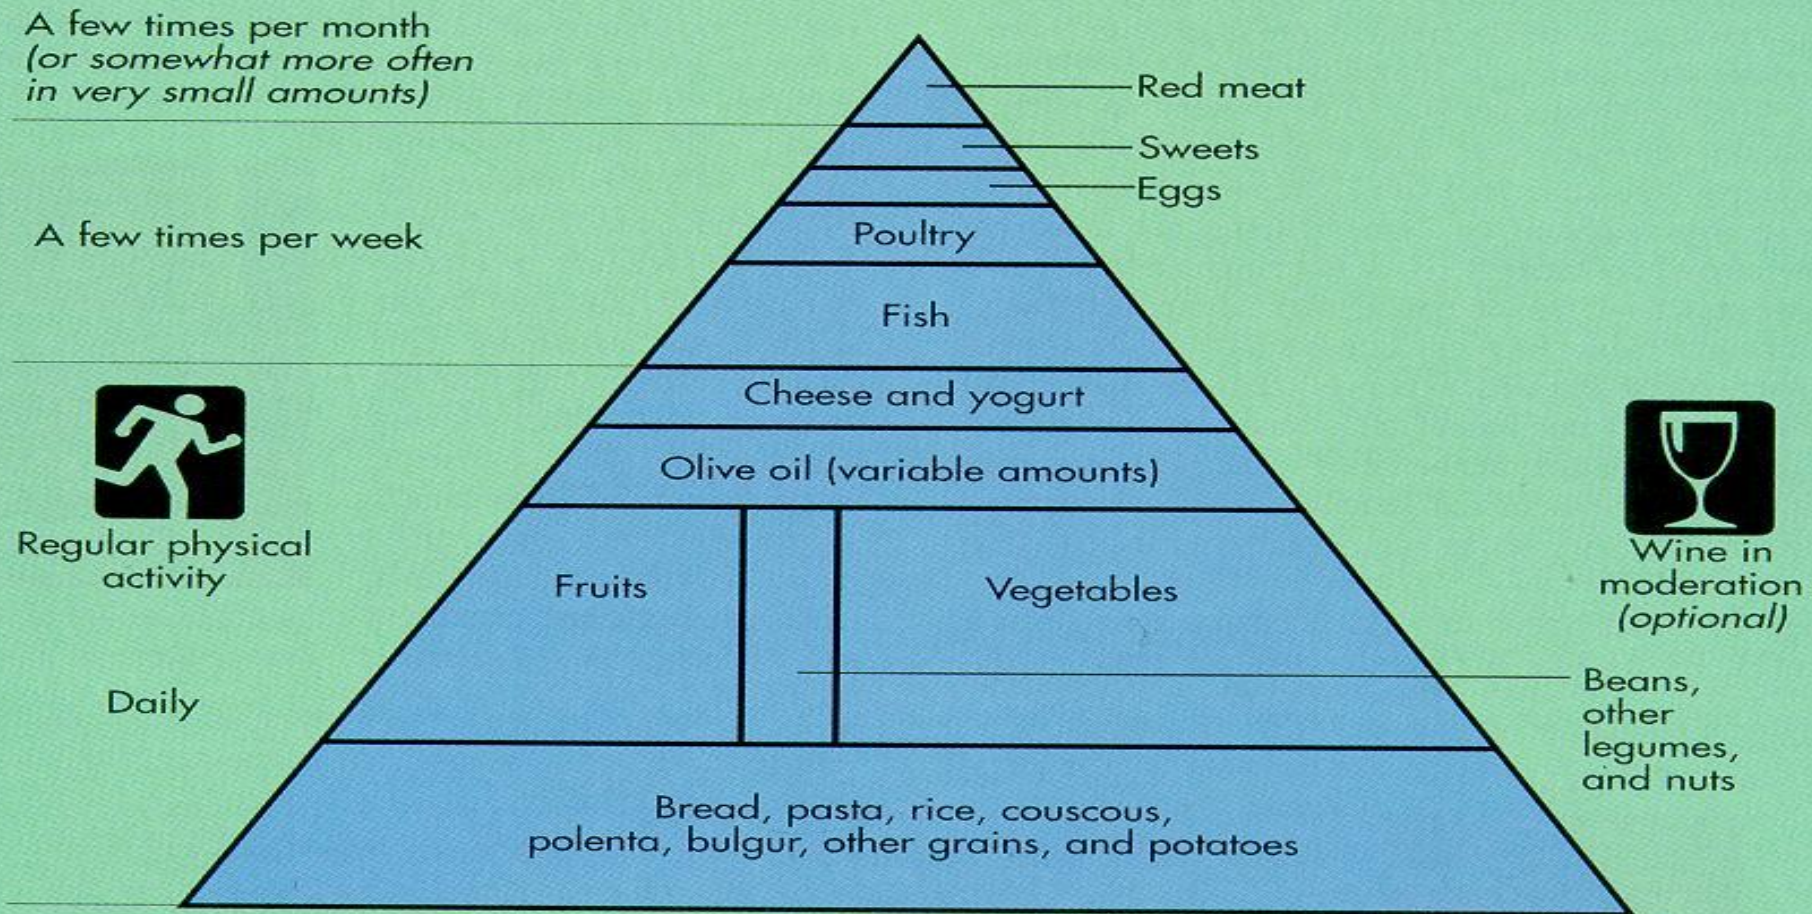 A few times per month
(or somewhat more often
in very small amounts)
Red meat
Sweets
Eggs
A few times per week
Poultry
Fish
Cheese and yogurt
Olive oil (variable amounts)
Regular physical
activity
Wine in
moderation
(optional)
Fruits
Vegetables
Daily
Beans,
other
legumes,
and nuts
Bread, pasta, rice, couscous,
polenta, bulgur, other grains, and potatoes